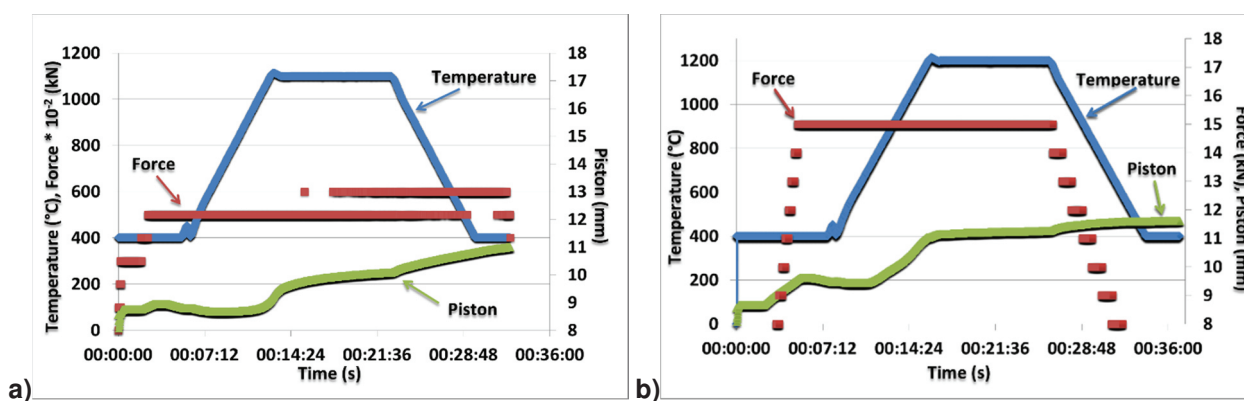 1200
1000
800
600
400
200
0
Temperature (°C), Force * 10⁻² (kN)
18
17
16
15
14
13
12
11
10
9
8
Piston (mm)
Temperature
Force
Piston
00:00:00 00:07:12 00:14:24 00:21:36 00:28:48 00:36:00
Time (s)
a)
1200
1000
800
600
400
200
0
Temperature (°C)
18
17
16
15
14
13
12
11
10
9
8
Force (kN), Piston (mm)
Force
Temperature
Piston
00:00:00 00:07:12 00:14:24 00:21:36 00:28:48 00:36:00
Time (s)
b)